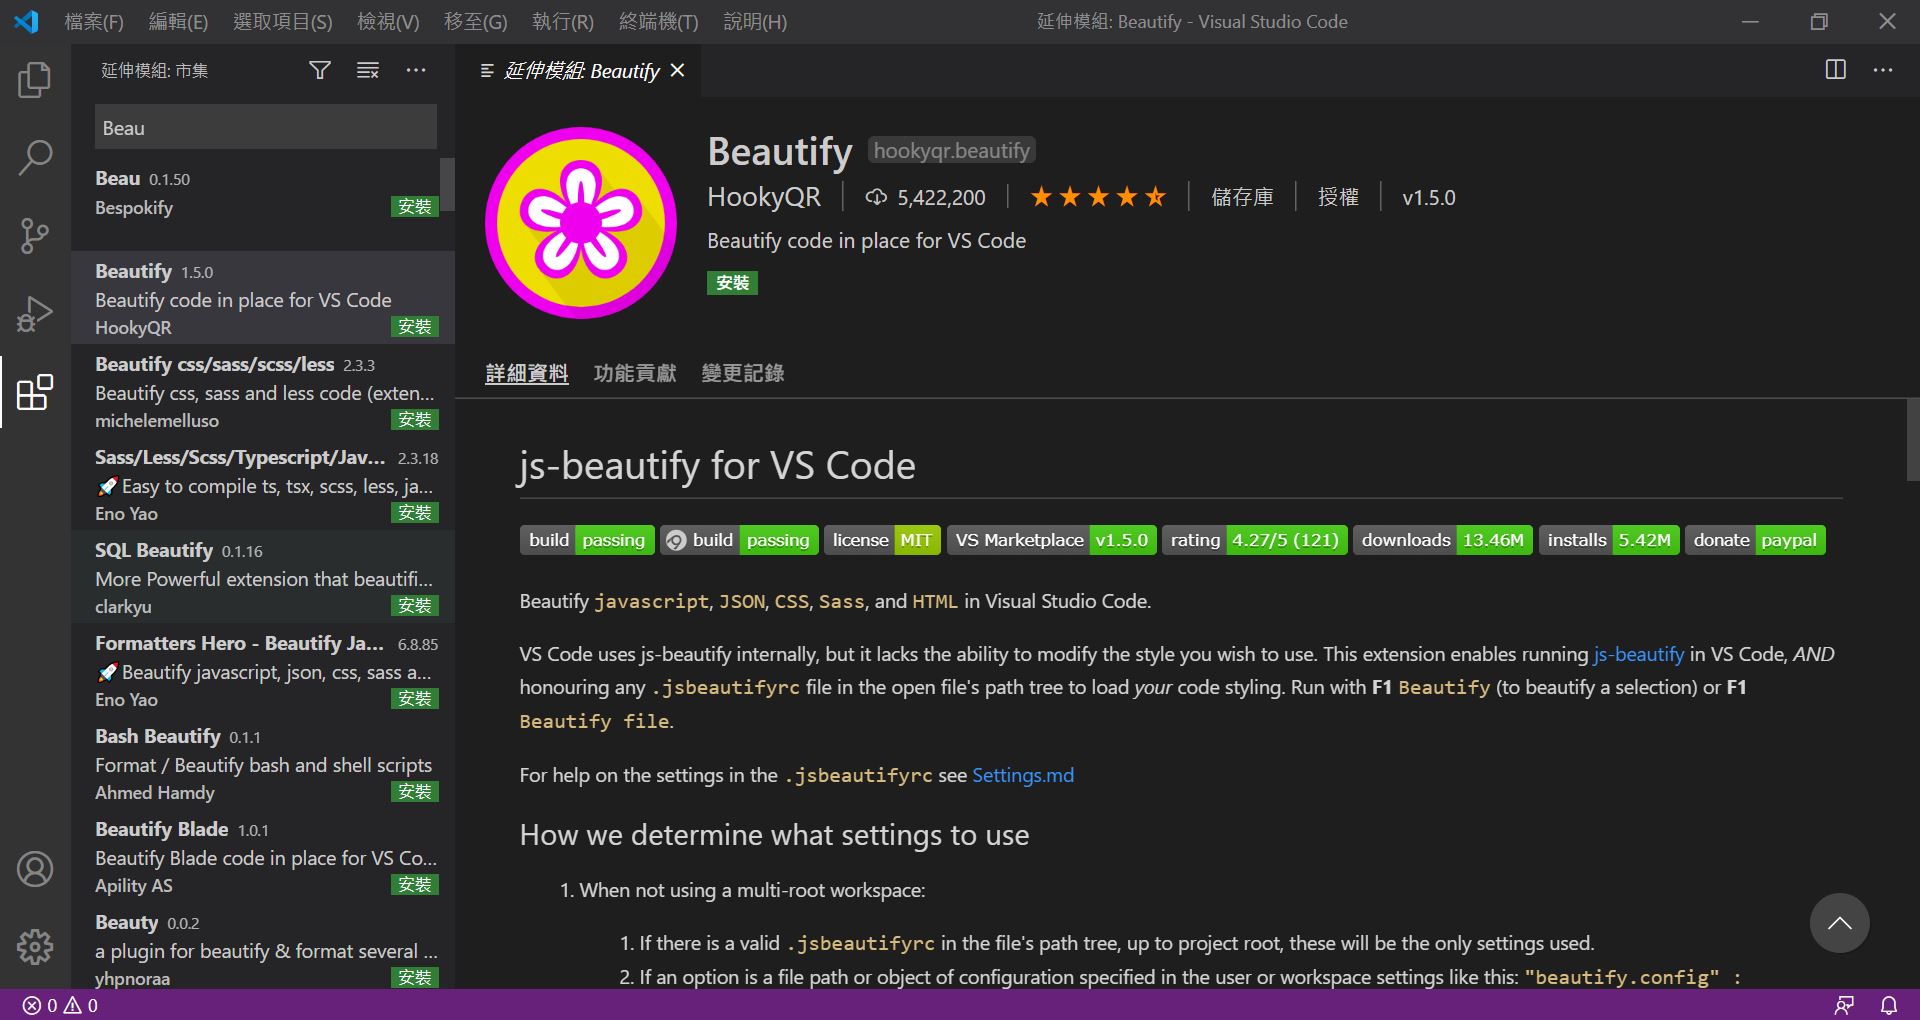 檔案(F) 編輯(E) 選取項目(S) 檢視(V) 移至(G) 執行(R) 終端機(T) 說明(H) 延伸模組: Beautify - Visual Studio Code
延伸模組: 市集
Beau
Beau 0.1.50
Bespokify 安裝
Beautify 1.5.0
Beautify code in place for VS Code
HookyQR 安裝
Beautify css/sass/scss/less 2.3.3
Beautify css, sass and less code (exten...
michelemelluso 安裝
Sass/Less/Scss/Typescript/Jav... 2.3.18
🚀Easy to compile ts, tsx, scss, less, ja...
Eno Yao 安裝
SQL Beautify 0.1.16
More Powerful extension that beautifi...
clarkyu 安裝
Formatters Hero - Beautify Ja... 6.8.85
🚀Beautify javascript, json, css, sass a...
Eno Yao 安裝
Bash Beautify 0.1.1
Format / Beautify bash and shell scripts
Ahmed Hamdy 安裝
Beautify Blade 1.0.1
Beautify Blade code in place for VS Co...
Apility AS 安裝
Beauty 0.0.2
a plugin for beautify & format several ...
yhpnoraa 安裝
延伸模組: Beautify
Beautify hookyqr.beautify
HookyQR 5,422,200 儲存庫 授權 v1.5.0
Beautify code in place for VS Code
安裝
詳細資料 功能貢獻 變更記錄
js-beautify for VS Code
build passing build passing license MIT VS Marketplace v1.5.0 rating 4.27/5 (121) downloads 13.46M installs 5.42M donate paypal
Beautify javascript, JSON, CSS, Sass, and HTML in Visual Studio Code.
VS Code uses js-beautify internally, but it lacks the ability to modify the style you wish to use. This extension enables running js-beautify in VS Code, AND
honouring any .jsbeautifyrc file in the open file's path tree to load your code styling. Run with F1 Beautify (to beautify a selection) or F1
Beautify file.
For help on the settings in the .jsbeautifyrc see Settings.md
How we determine what settings to use
1. When not using a multi-root workspace:
1. If there is a valid .jsbeautifyrc in the file's path tree, up to project root, these will be the only settings used.
2. If an option is a file path or object of configuration specified in the user or workspace settings like this: "beautify.config" :
0 0